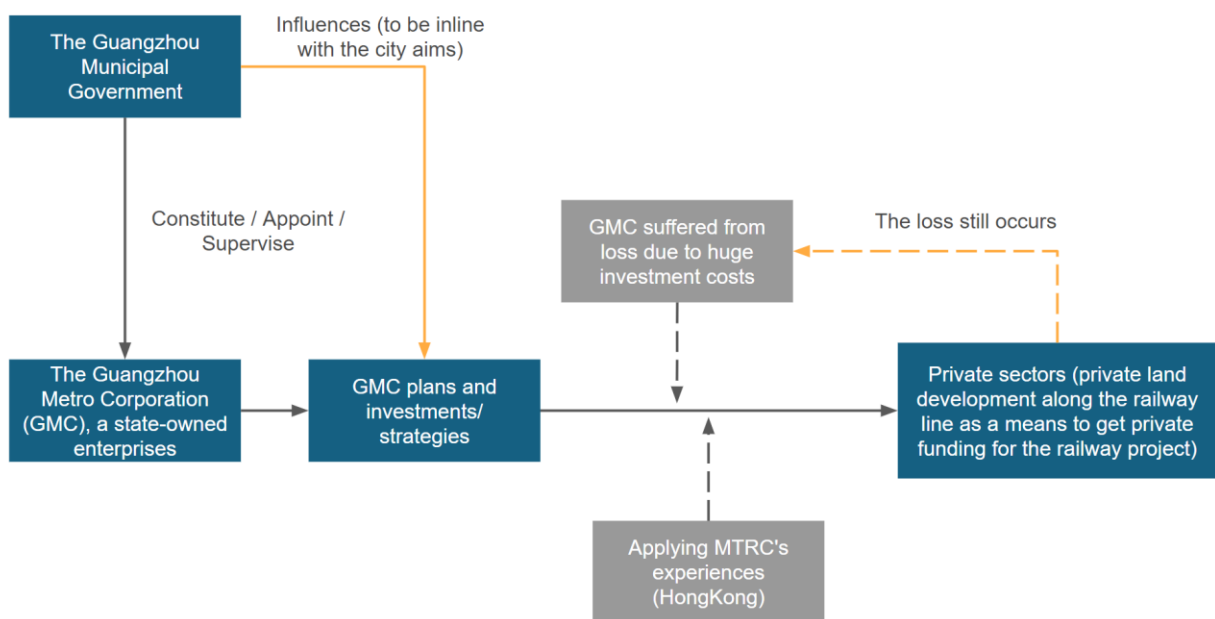 The Guangzhou
Municipal
Government
Influences (to be inline
with the city aims)
Constitute / Appoint /
Supervise
GMC suffered from
loss due to huge
investment costs
The loss still occurs
The Guangzhou
Metro Corporation
(GMC), a state-owned
enterprises
GMC plans and
investments/
strategies
Private sectors (private land
development along the railway
line as a means to get private
funding for the railway project)
Applying MTRC's
experiences
(HongKong)